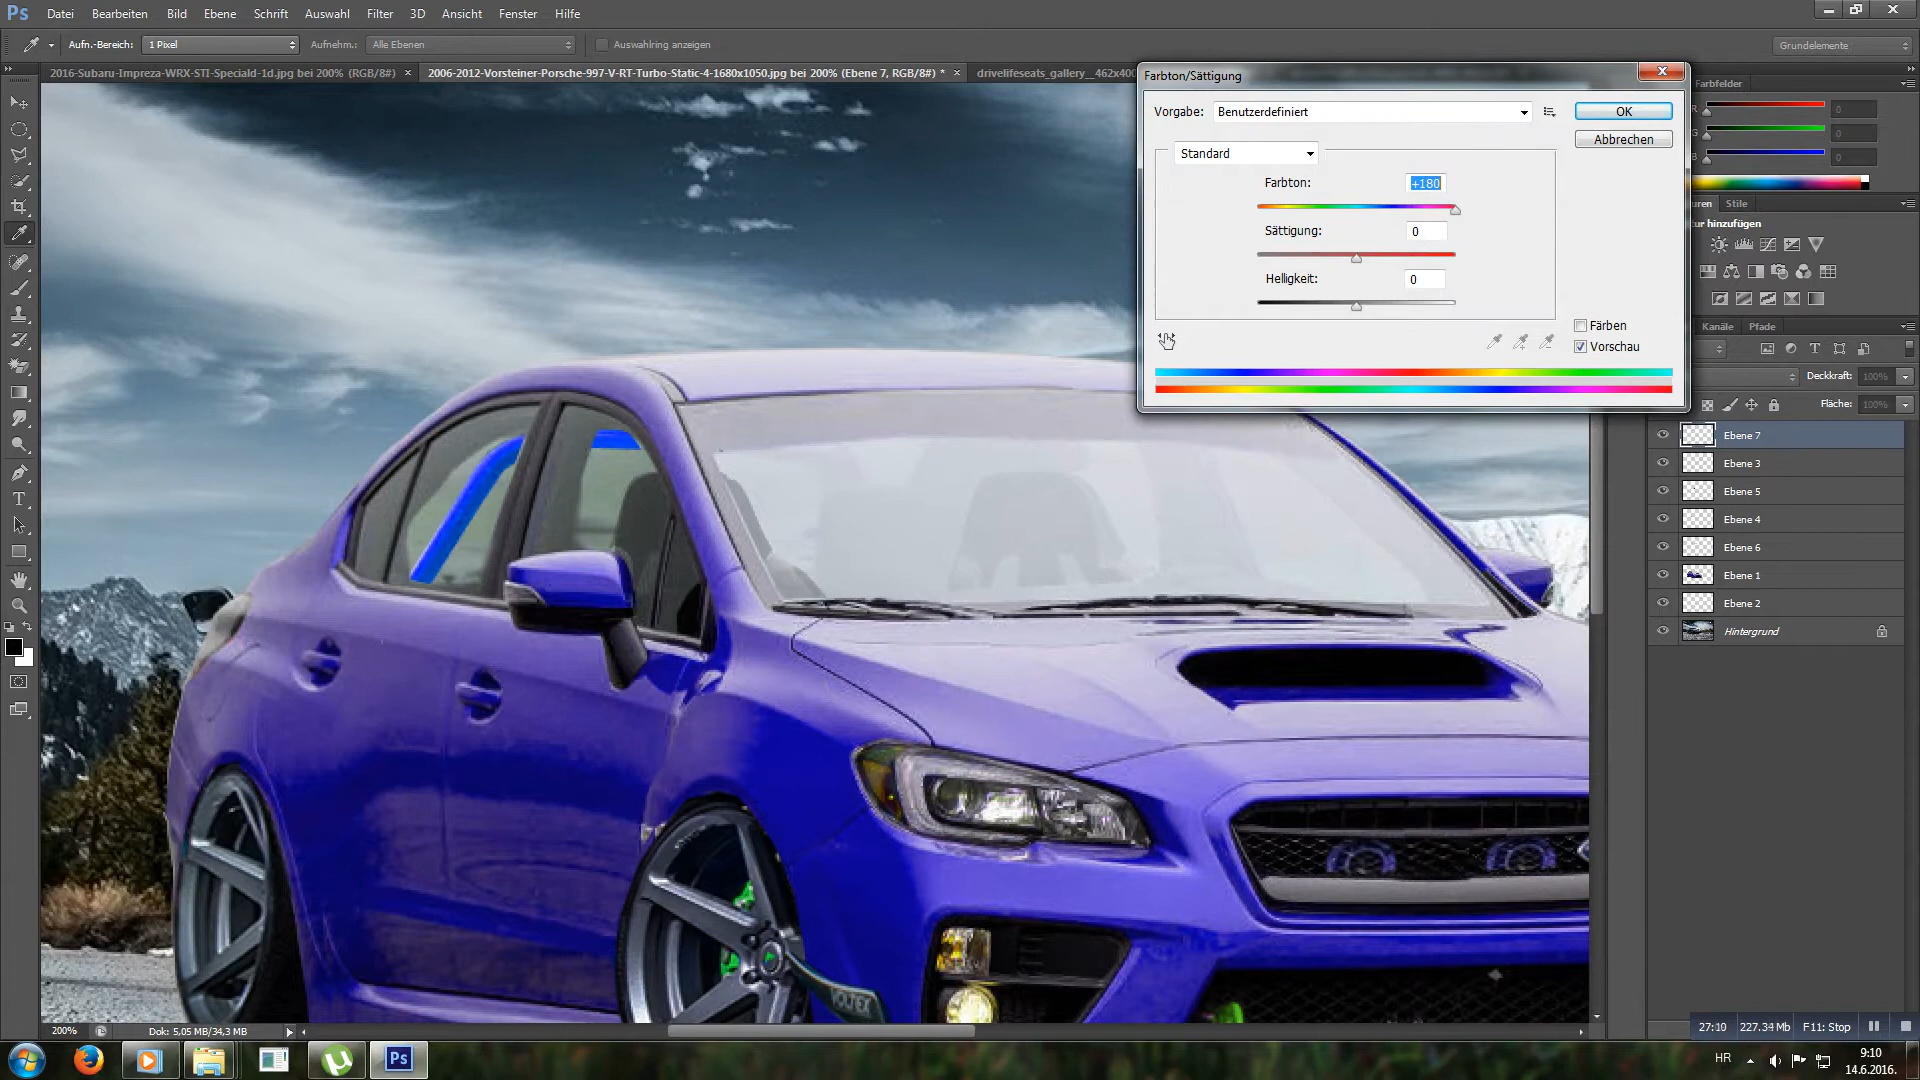 Ps Datei Bearbeiten Bild Ebene Schrift Auswahl Filter 3D Ansicht Fenster Hilfe
Aufn.-Bereich: 1 Pixel Aufnehm.: Alle Ebenen Auswahlring anzeigen Grundelemente
2016-Subaru-Impreza-WRX-STI-Speciald-1d.jpg bei 200% (RGB/8#) × 2006-2012-Vorsteiner-Porsche-997-V-RT-Turbo-Static-4-1680x1050.jpg bei 200% (Ebene 7, RGB/8#) * × drivelifeseats_gallery__462x400
Farbton/Sättigung
Vorgabe: Benutzerdefiniert
OK
Abbrechen
Standard
Farbton: +180
Sättigung: 0
Helligkeit: 0
Färben
Vorschau
Farbfelder
R 0
G 0
B 0
uren Stile
ur hinzufügen
Kanäle Pfade
Deckkraft: 100%
Fläche: 100%
Ebene 7
Ebene 3
Ebene 5
Ebene 4
Ebene 6
Ebene 1
Ebene 2
Hintergrund
VOLTEX
200% Dok: 5,05 MB/34,3 MB
27:10 227.34 Mb F11: Stop
Ps
HR
9:10
14.6.2016.